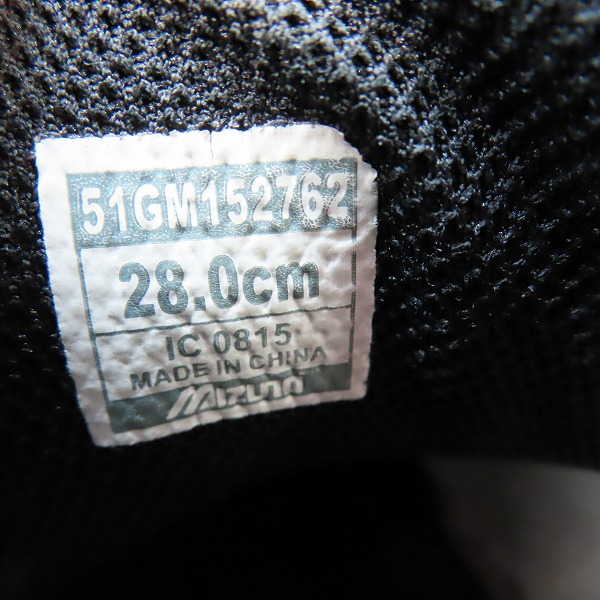 51GM152762
28.0cm
IC 0815
MADE IN CHINA
MIZUNO